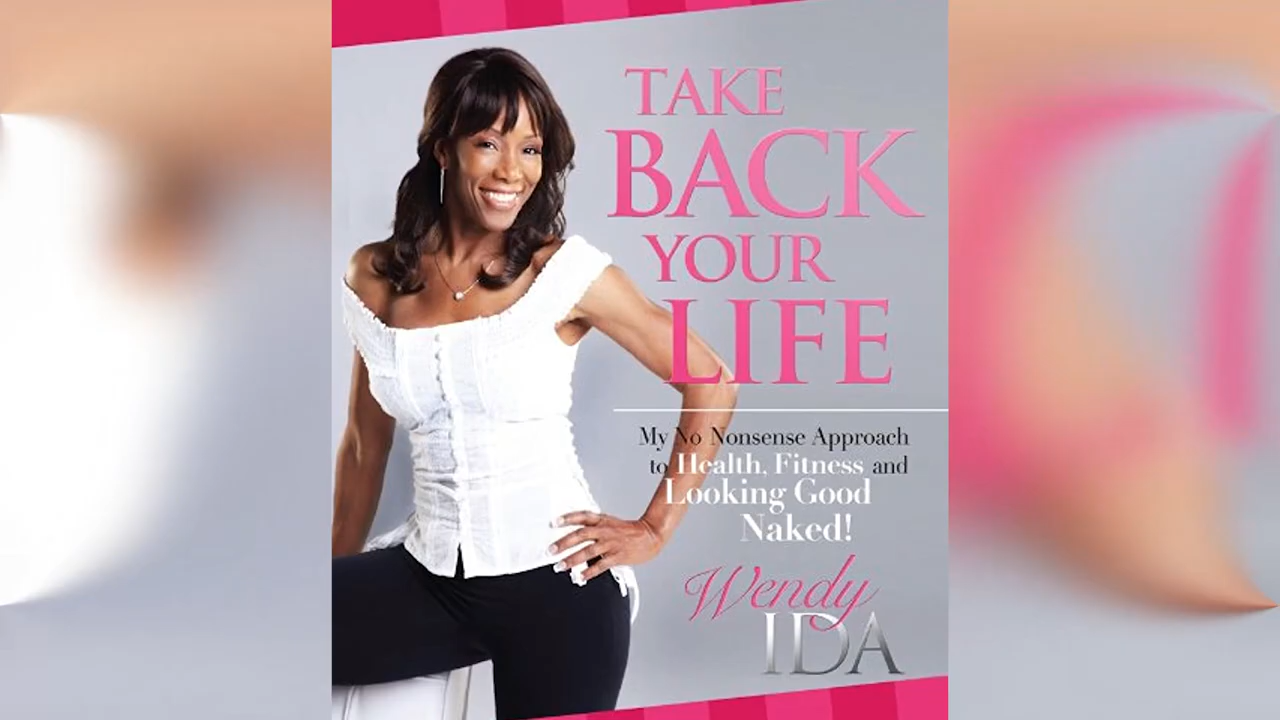 TAKE
BACK
YOUR
LIFE
My No Nonsense Approach
to Health, Fitness and
Looking Good
Naked!
Wendy
IDA